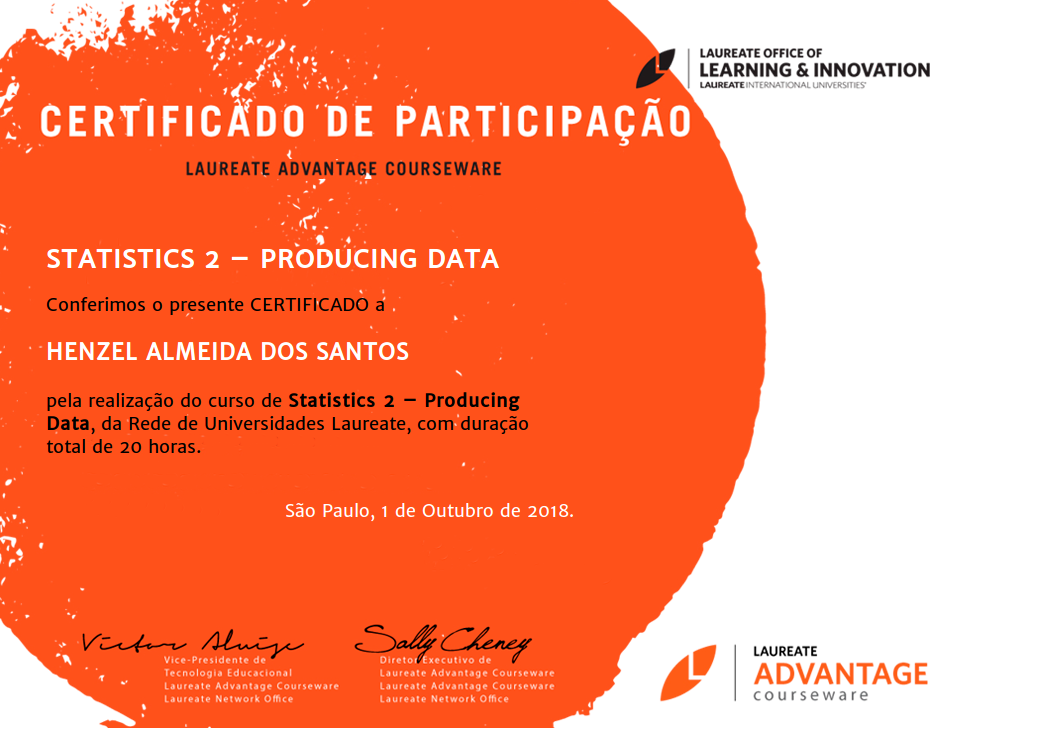 LAUREATE OFFICE OF
LEARNING & INNOVATION
LAUREATE INTERNATIONAL UNIVERSITIES®
CERTIFICADO DE PARTICIPAÇÃO
LAUREATE ADVANTAGE COURSEWARE
STATISTICS 2 – PRODUCING DATA
Conferimos o presente CERTIFICADO a
HENZEL ALMEIDA DOS SANTOS
pela realização do curso de Statistics 2 – Producing
Data, da Rede de Universidades Laureate, com duração
total de 20 horas.
São Paulo, 1 de Outubro de 2018.
Victor Aluize
Vice-Presidente de
Tecnologia Educacional
Laureate Advantage Courseware
Laureate Network Office
Sally Cheney
Diretor Executivo de
Laureate Advantage Courseware
Laureate Advantage Courseware
Laureate Network Office
LAUREATE
ADVANTAGE
courseware